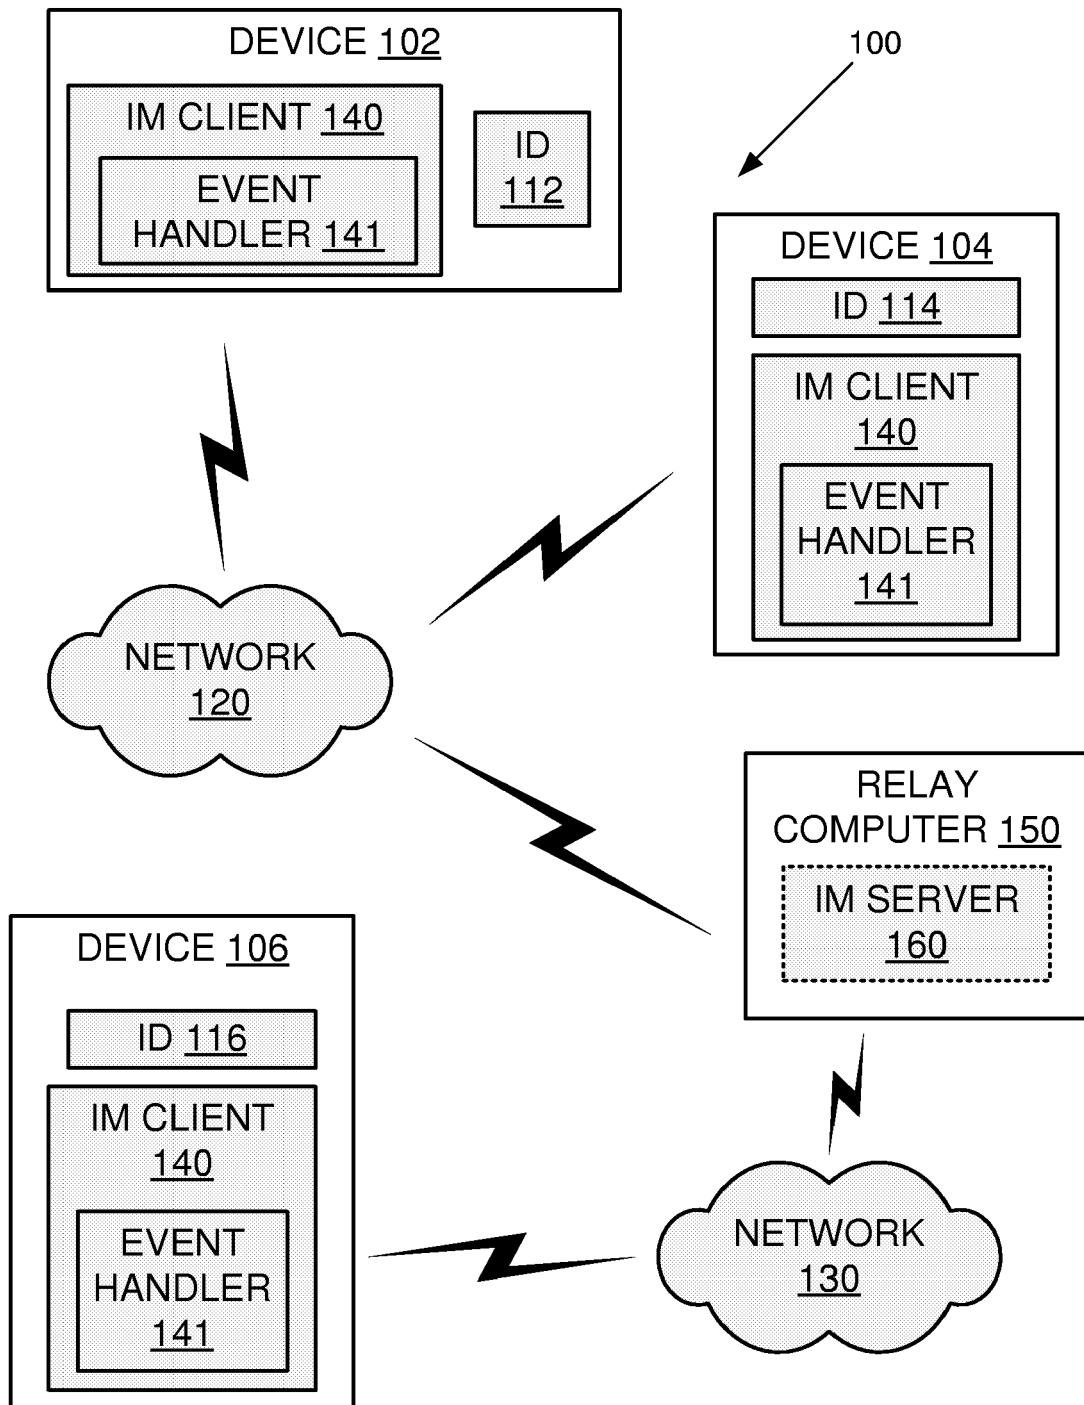 DEVICE 102
IM CLIENT 140
EVENT
HANDLER 141
ID
112
100
DEVICE 104
ID 114
IM CLIENT
140
EVENT
HANDLER
141
NETWORK
120
RELAY
COMPUTER 150
IM SERVER
160
DEVICE 106
ID 116
IM CLIENT
140
EVENT
HANDLER
141
NETWORK
130